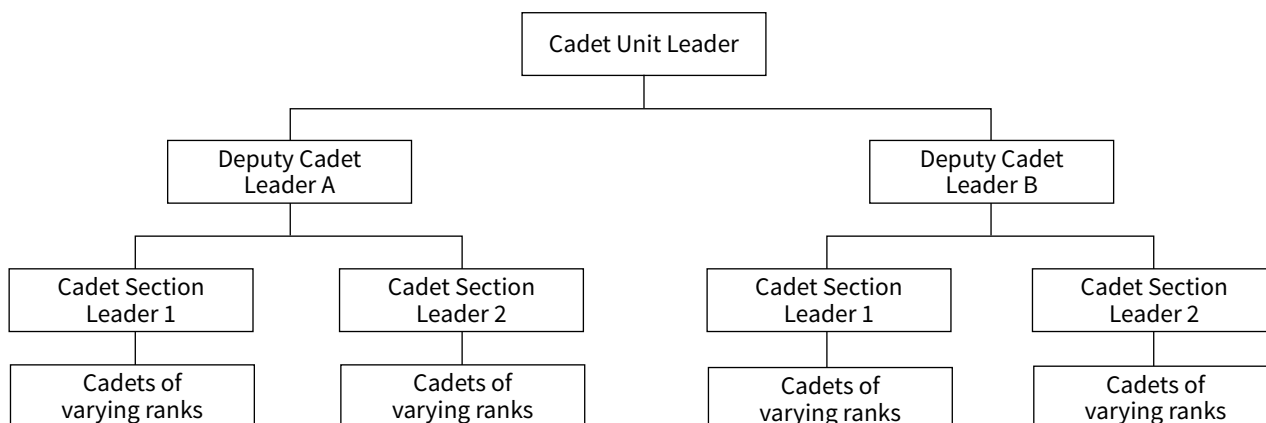 Cadet Unit Leader
Deputy Cadet
Leader A
Deputy Cadet
Leader B
Cadet Section
Leader 1
Cadet Section
Leader 2
Cadet Section
Leader 1
Cadet Section
Leader 2
Cadets of
varying ranks
Cadets of
varying ranks
Cadets of
varying ranks
Cadets of
varying ranks